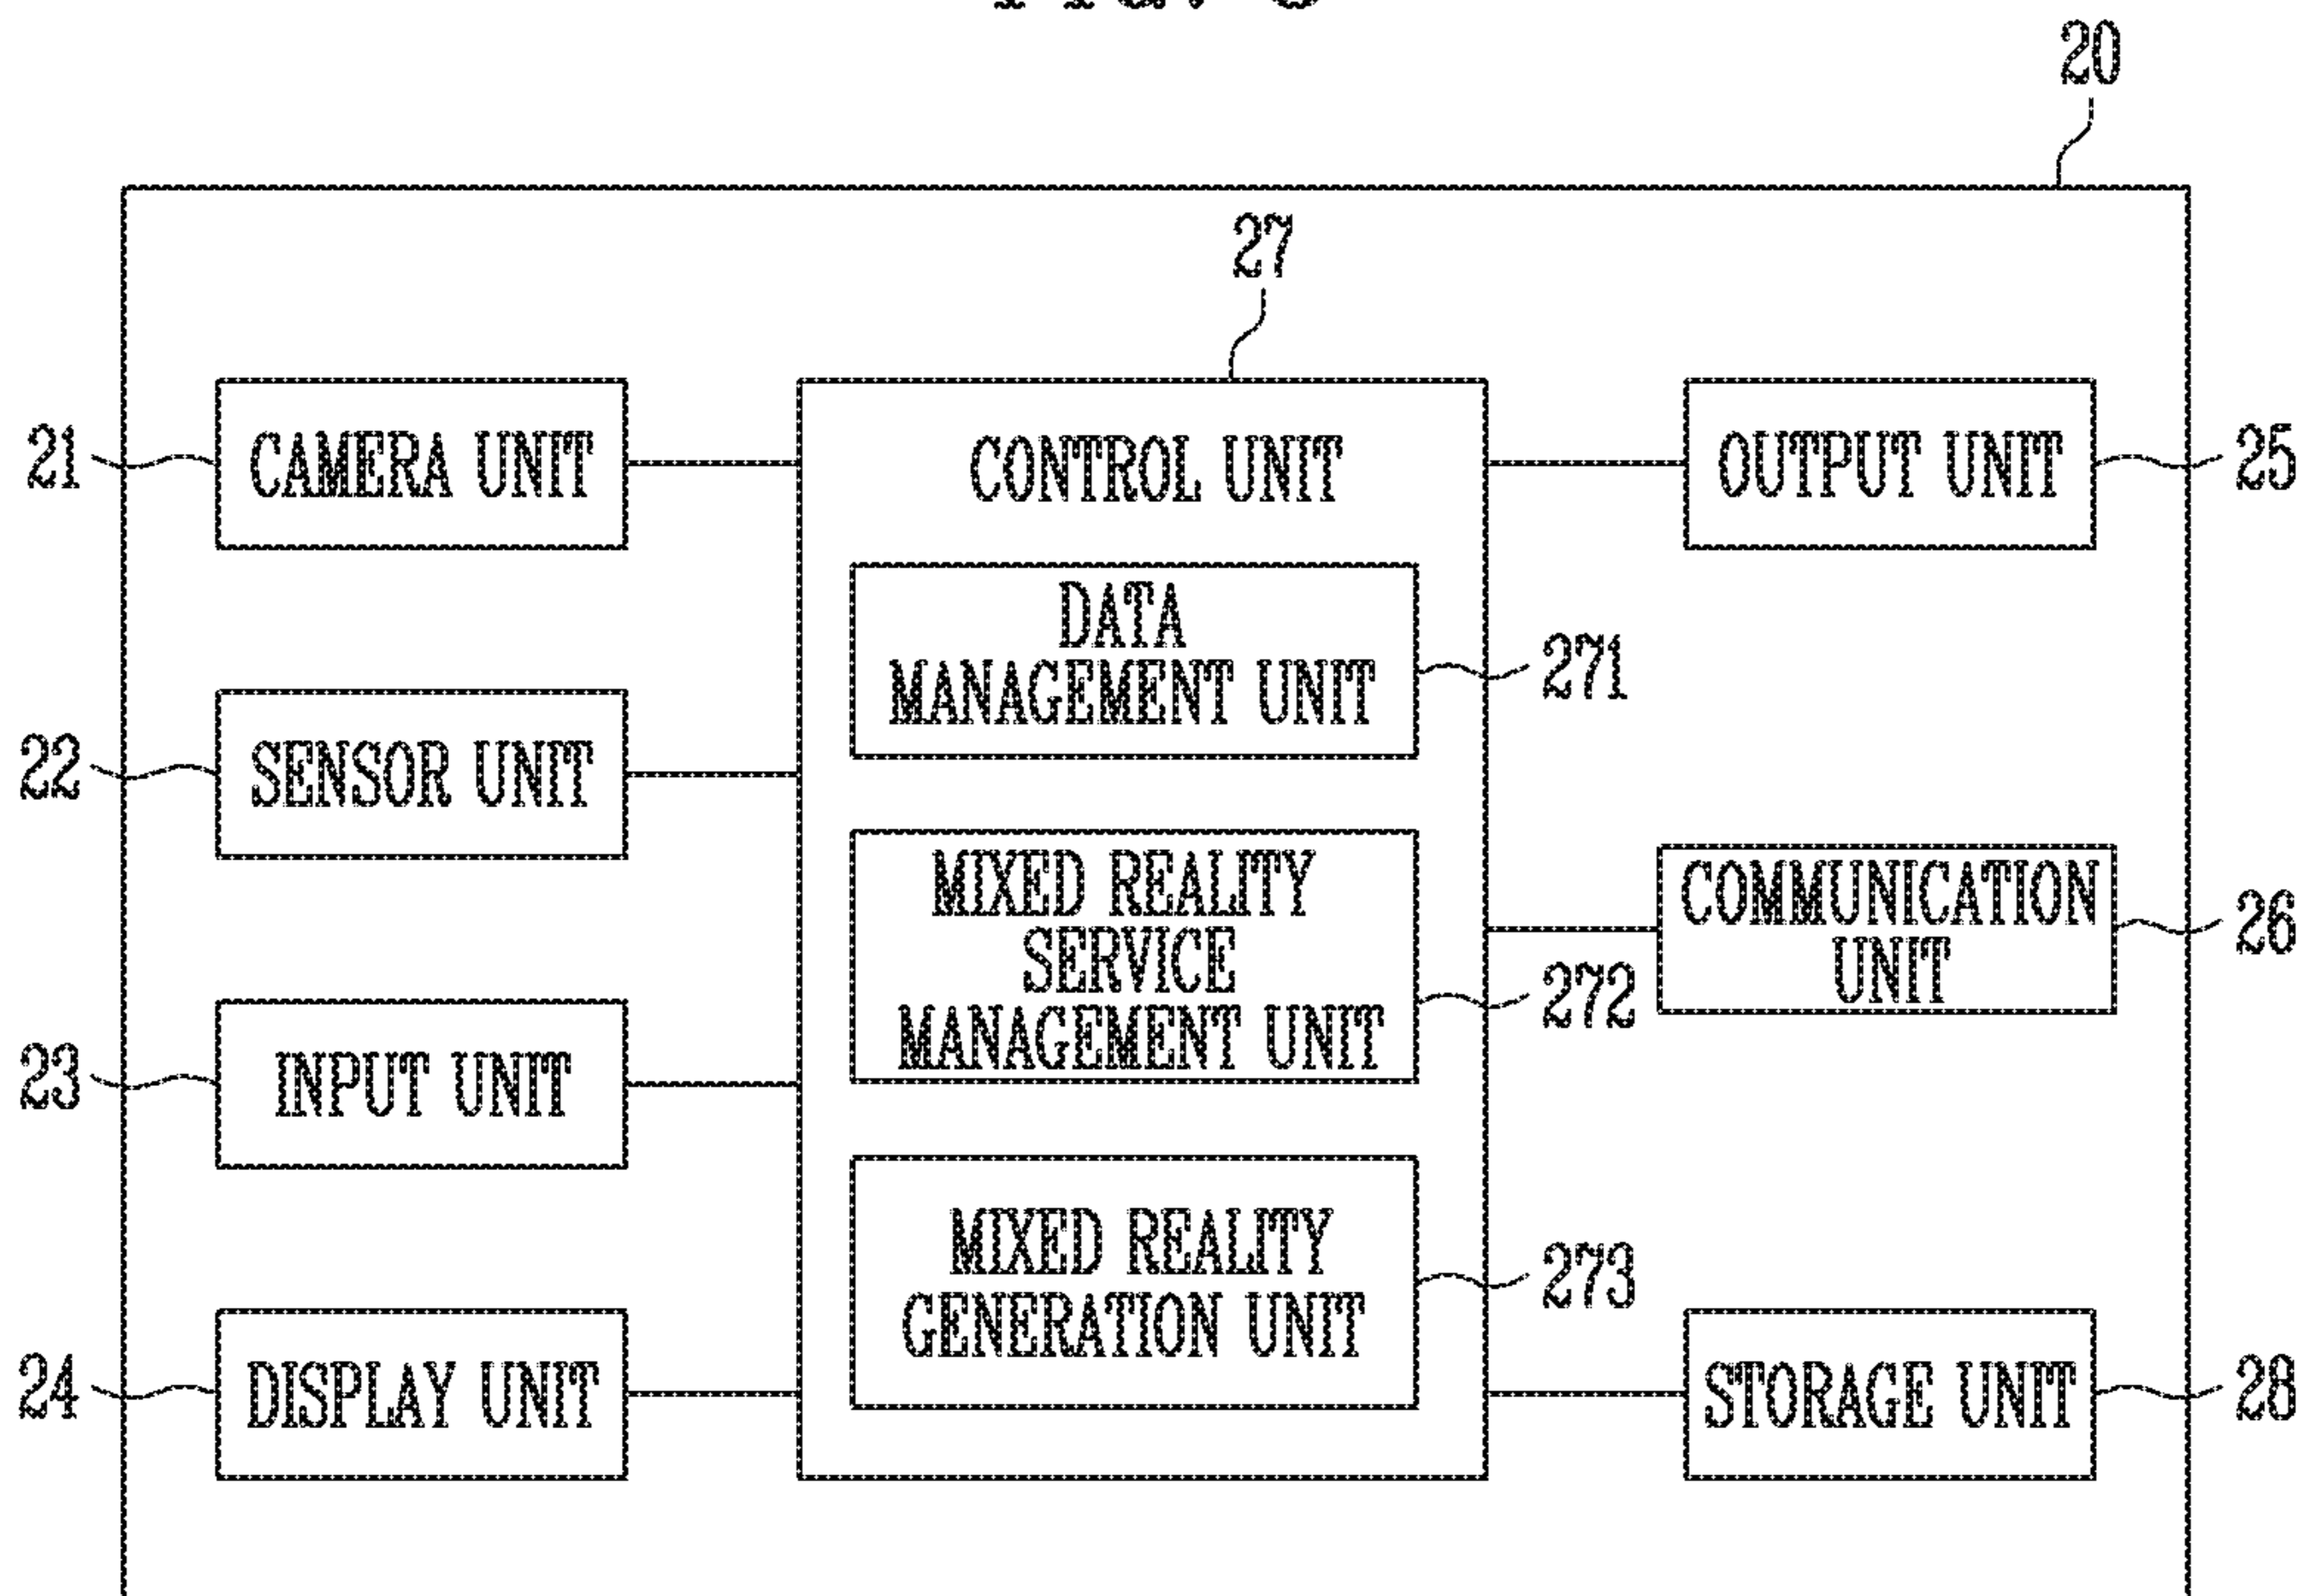 20
27
21
CAMERA UNIT
CONTROL UNIT
OUTPUT UNIT
25
DATA
MANAGEMENT UNIT
271
22
SENSOR UNIT
MIXED REALITY
SERVICE
MANAGEMENT UNIT
272
COMMUNICATION
UNIT
26
23
INPUT UNIT
MIXED REALITY
GENERATION UNIT
273
24
DISPLAY UNIT
STORAGE UNIT
28